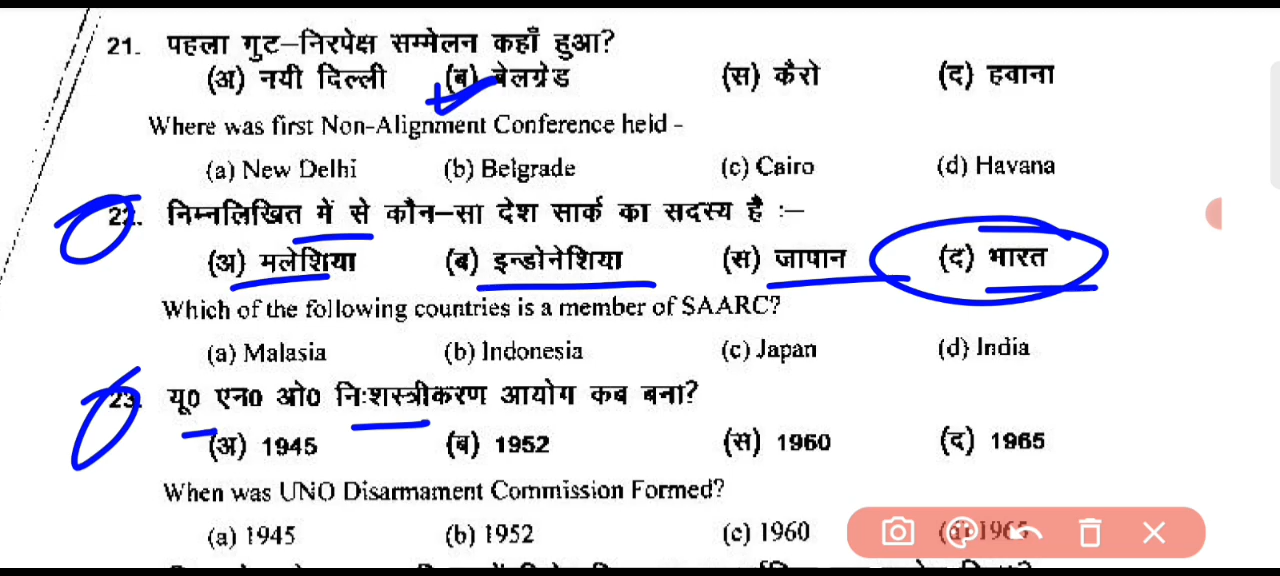 21. पहला गुट–निरपेक्ष सम्मेलन कहाँ हुआ?
(अ) नयी दिल्ली (ब) बेलग्रेड (स) कैरो (द) हवाना
Where was first Non-Alignment Conference held -
(a) New Delhi (b) Belgrade (c) Cairo (d) Havana
22. निम्नलिखित में से कौन–सा देश सार्क का सदस्य है :–
(अ) मलेशिया (ब) इन्डोनेशिया (स) जापान (द) भारत
Which of the following countries is a member of SAARC?
(a) Malasia (b) Indonesia (c) Japan (d) India
23. यू0 एन0 ओ0 निःशस्त्रीकरण आयोग कब बना?
(अ) 1945 (ब) 1952 (स) 1960 (द) 1965
When was UNO Disarmament Commission Formed?
(a) 1945 (b) 1952 (c) 1960 (d) 1965